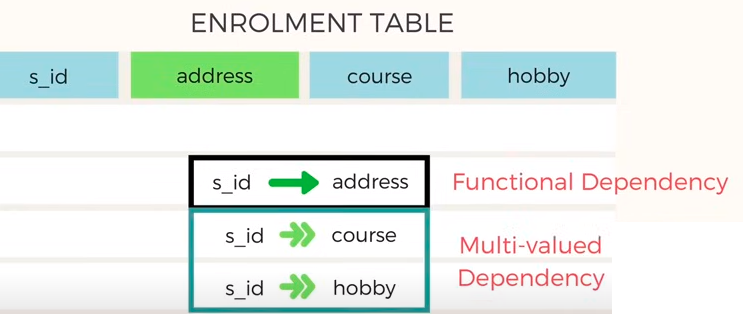 ENROLMENT TABLE
s_id address course hobby
s_id address Functional Dependency
s_id course
Multi-valued
Dependency
s_id hobby